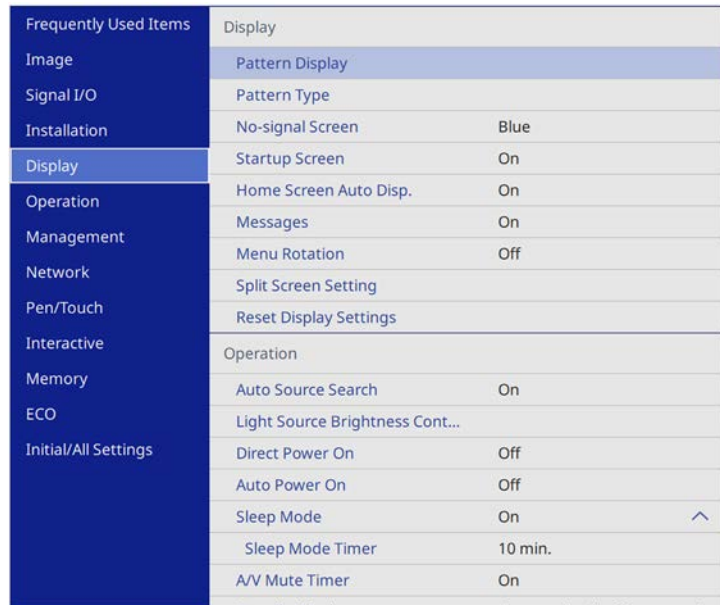 Frequently Used Items
Image
Signal I/O
Installation
Display
Operation
Management
Network
Pen/Touch
Interactive
Memory
ECO
Initial/All Settings
Display
Pattern Display
Pattern Type
No-signal Screen Blue
Startup Screen On
Home Screen Auto Disp. On
Messages On
Menu Rotation Off
Split Screen Setting
Reset Display Settings
Operation
Auto Source Search On
Light Source Brightness Cont...
Direct Power On Off
Auto Power On Off
Sleep Mode On
Sleep Mode Timer 10 min.
A/V Mute Timer On